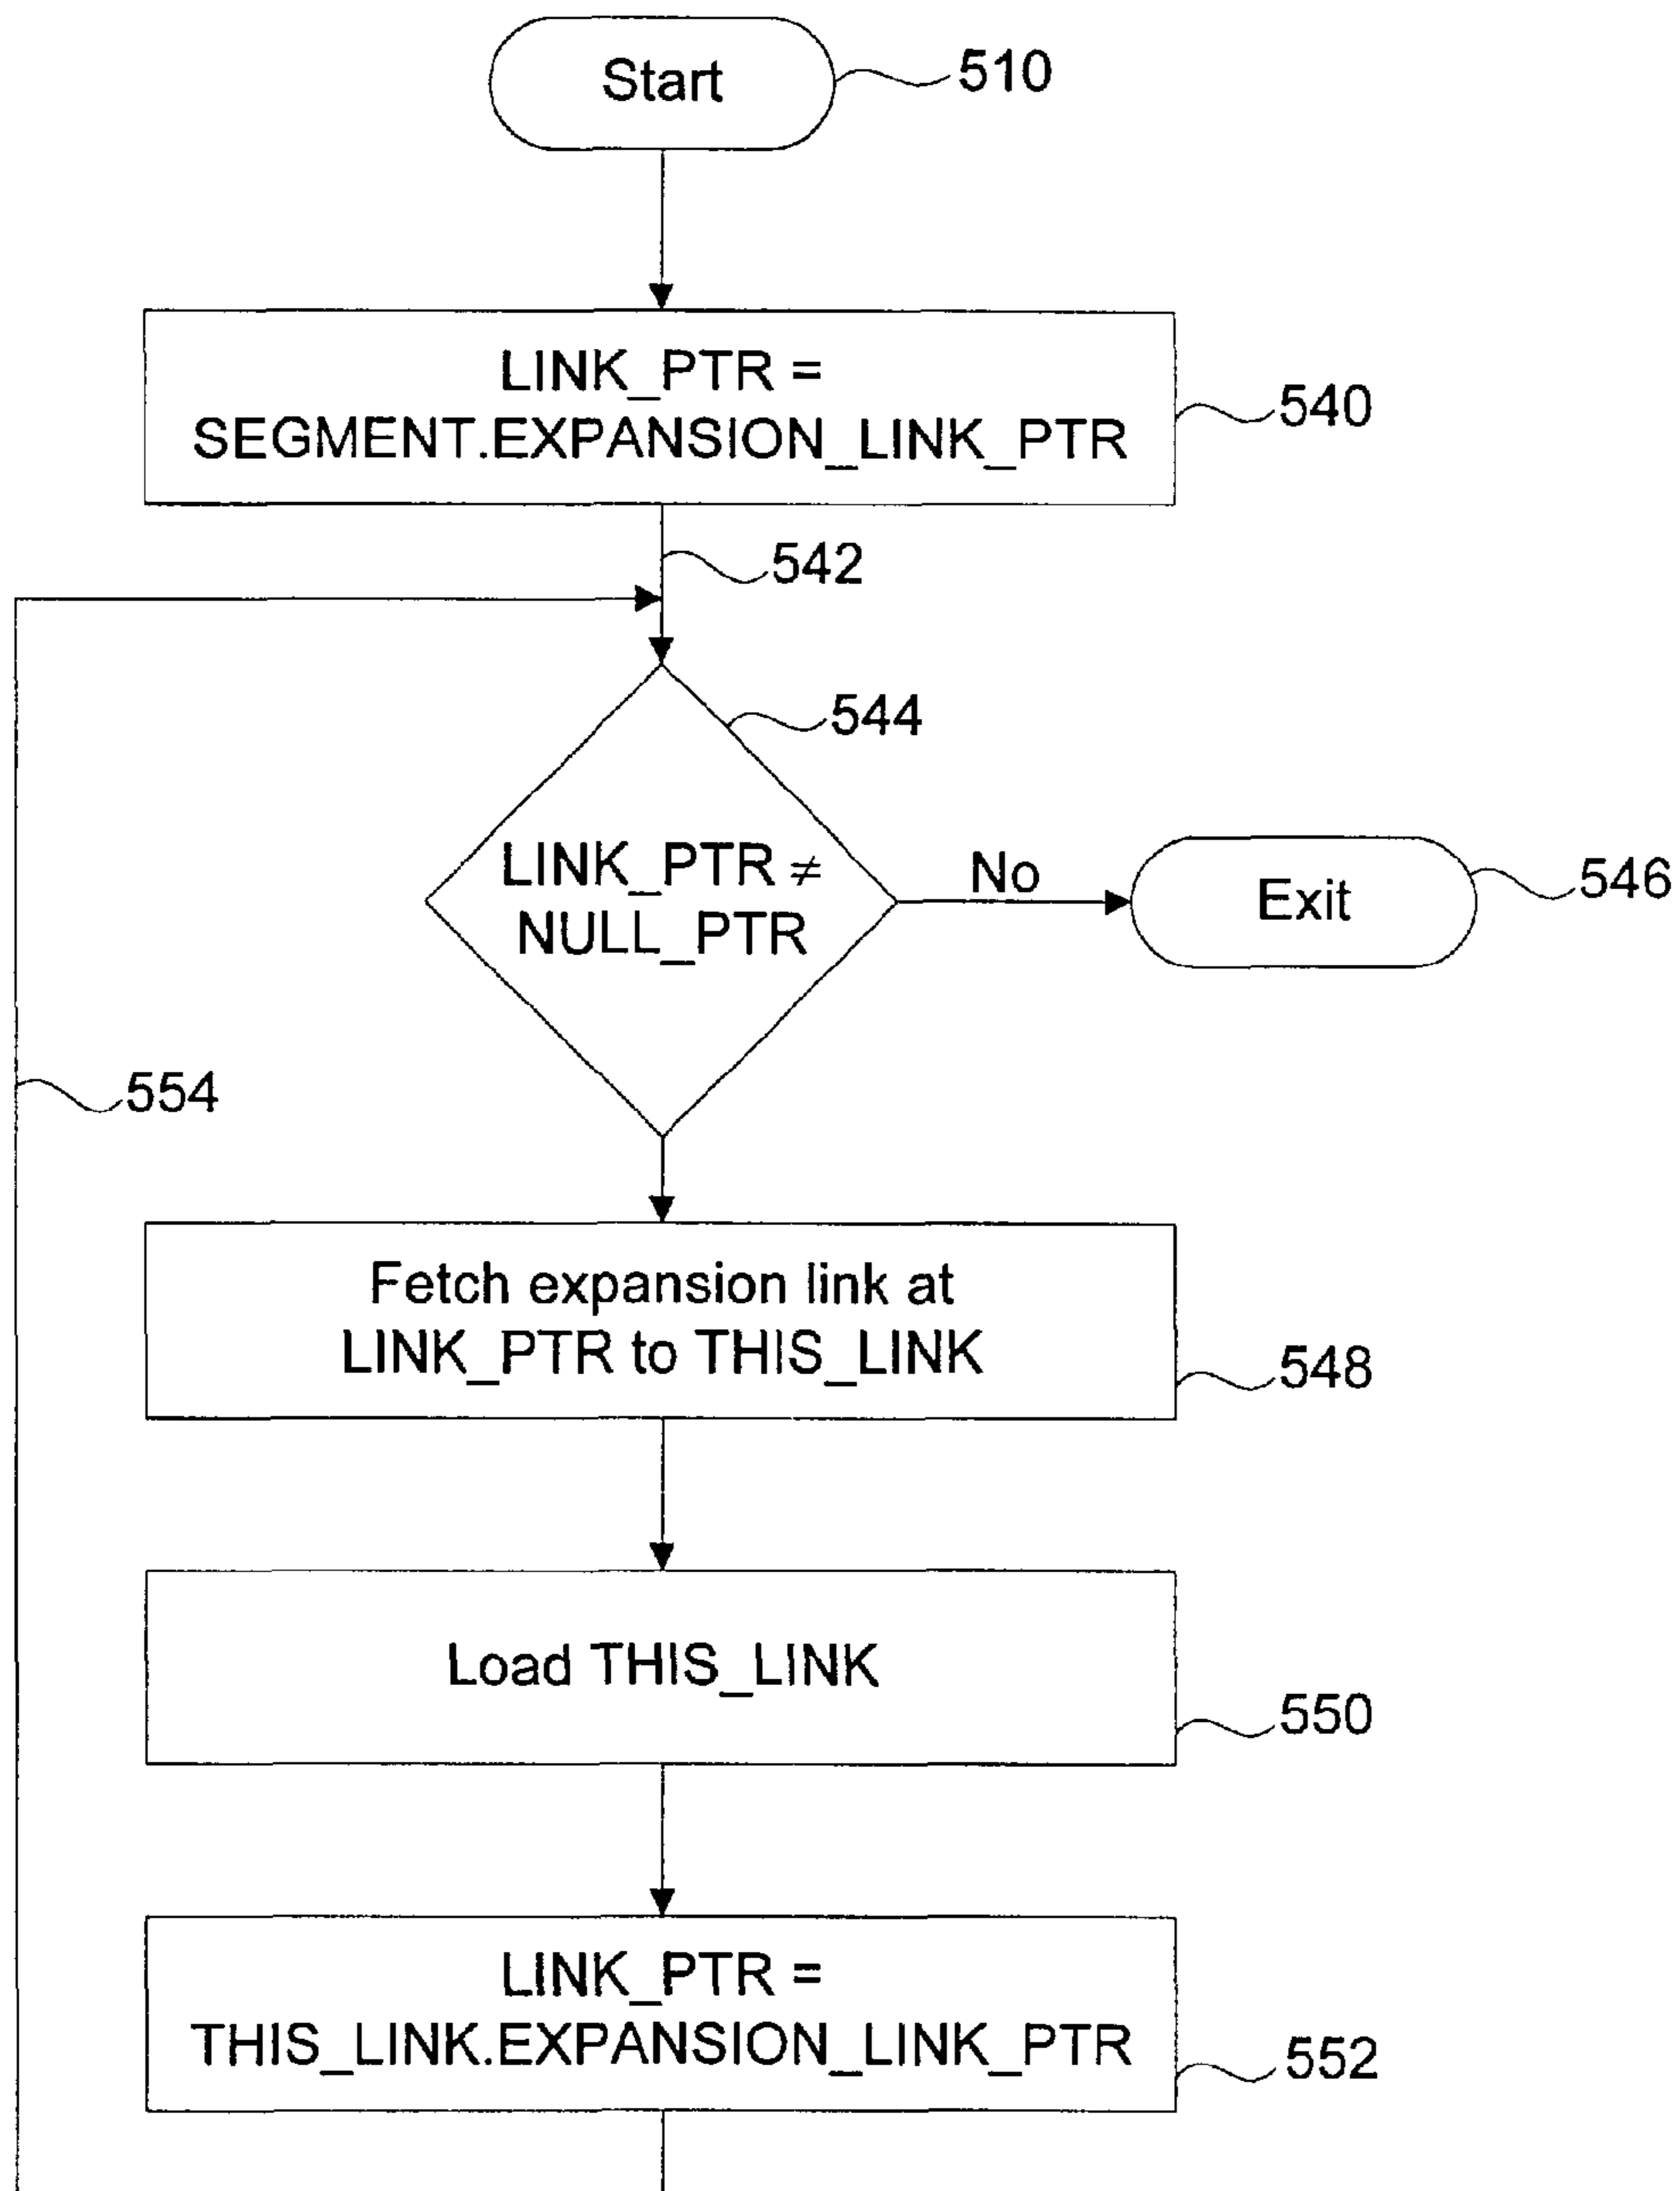 Start
510
LINK_PTR =
SEGMENT.EXPANSION_LINK_PTR
540
542
544
LINK_PTR ≠
NULL_PTR
No
Exit
546
554
Fetch expansion link at
LINK_PTR to THIS_LINK
548
Load THIS_LINK
550
LINK_PTR =
THIS_LINK.EXPANSION_LINK_PTR
552